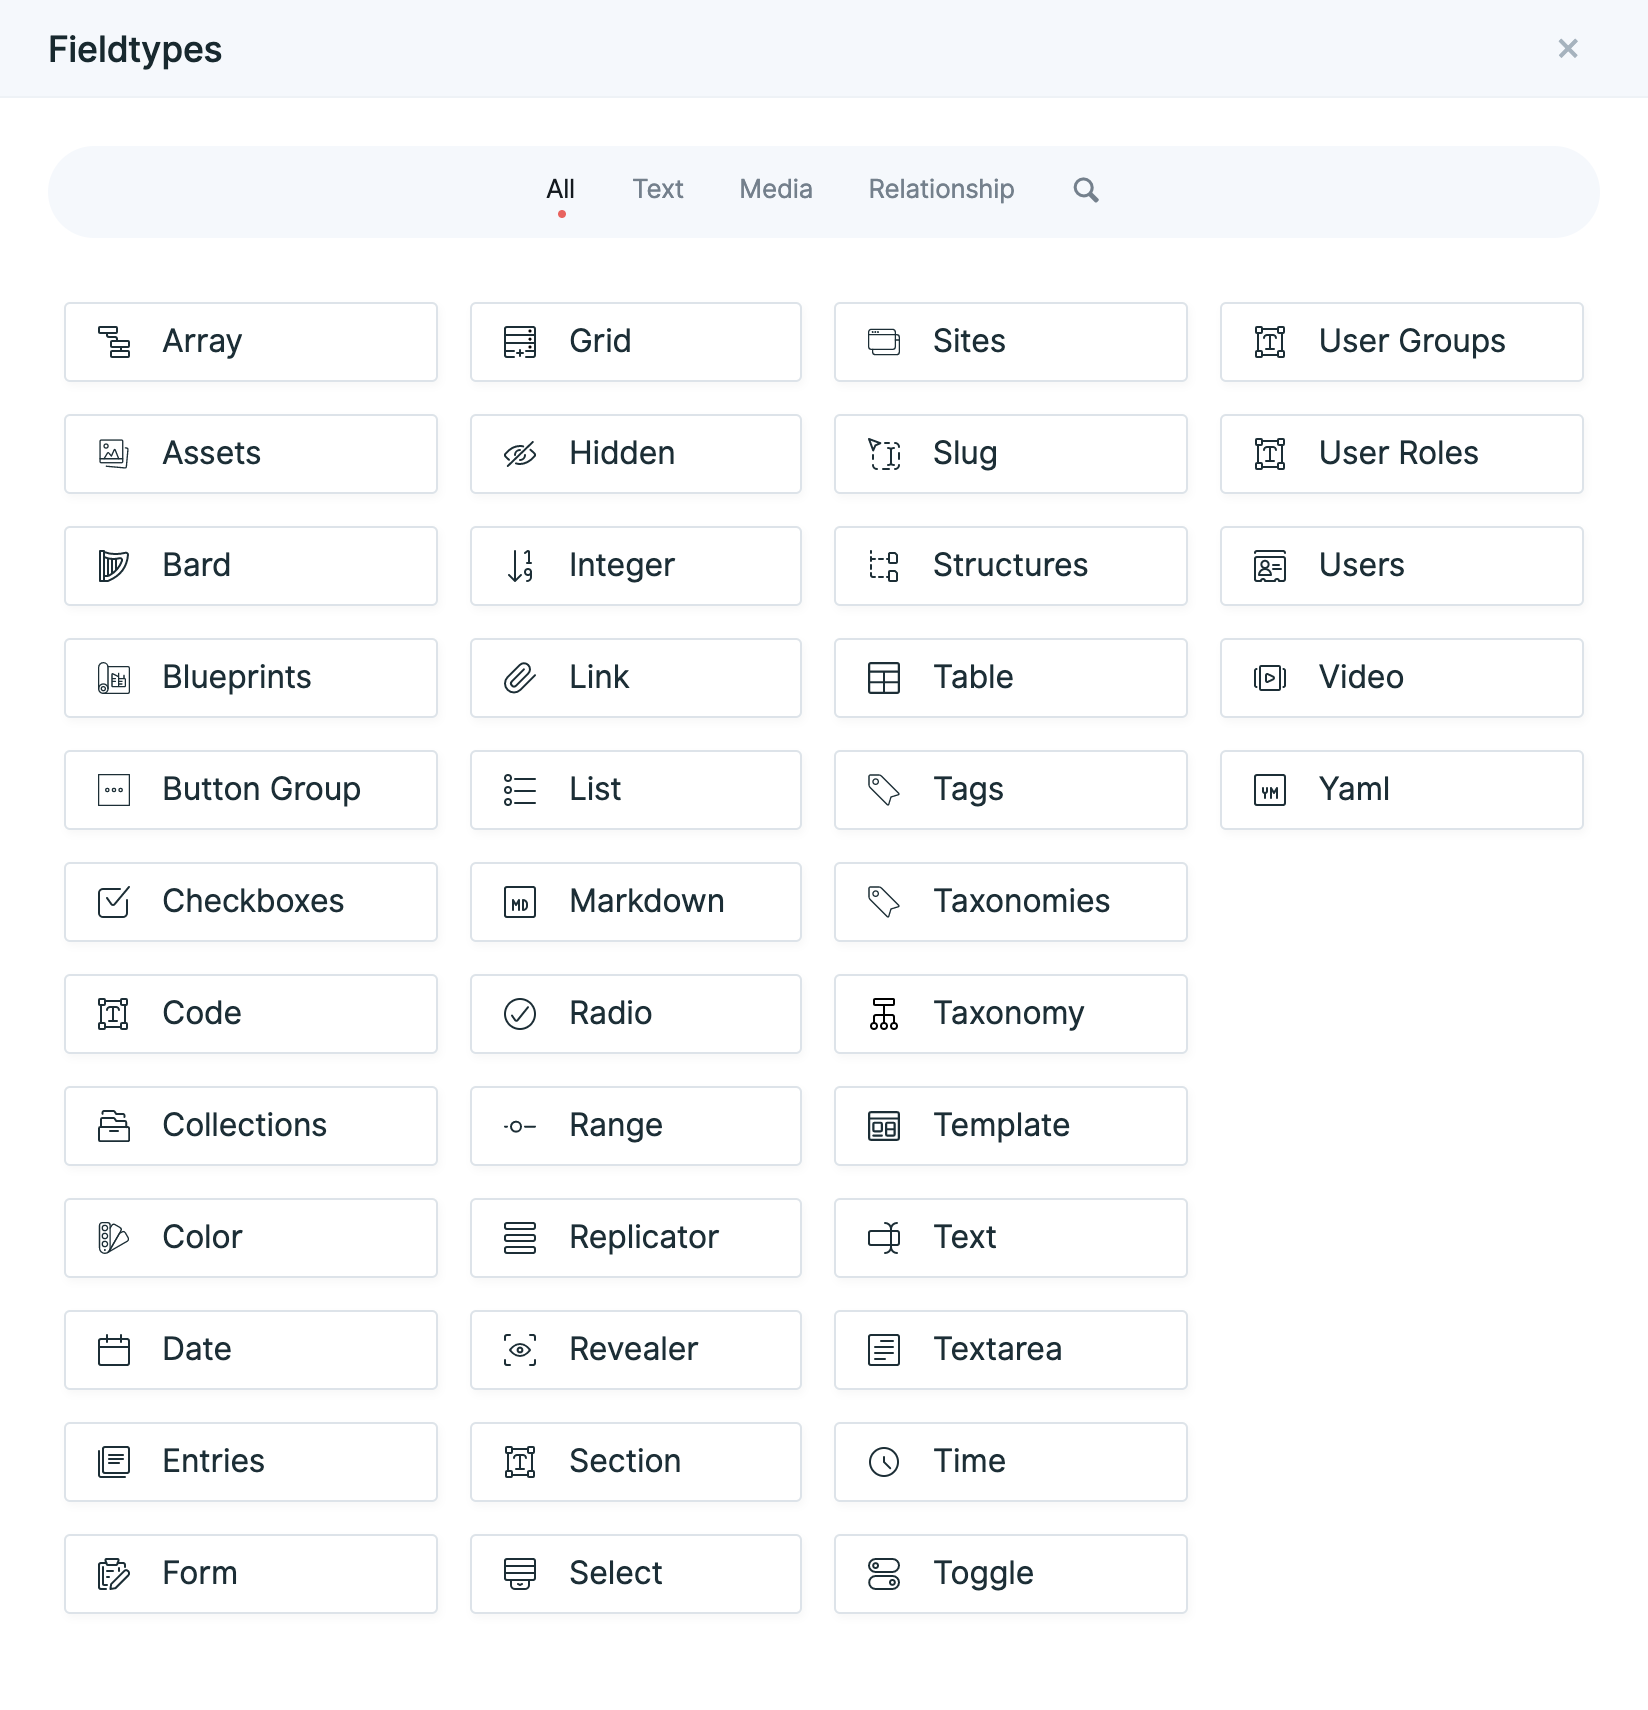 Fieldtypes
All Text Media Relationship
Array
Assets
Bard
Blueprints
Button Group
Checkboxes
Code
Collections
Color
Date
Entries
Form
Grid
Hidden
Integer
Link
List
Markdown
Radio
Range
Replicator
Revealer
Section
Select
Sites
Slug
Structures
Table
Tags
Taxonomies
Taxonomy
Template
Text
Textarea
Time
Toggle
User Groups
User Roles
Users
Video
Yaml